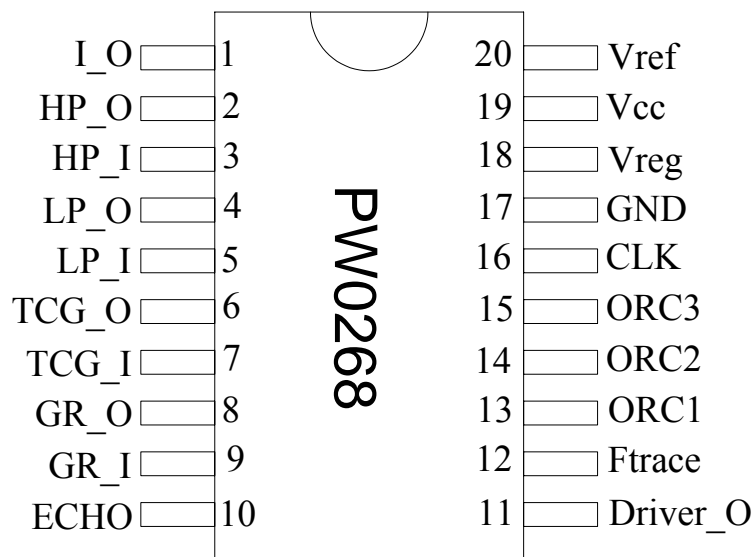 I_O 1 20 Vref
HP_O 2 19 Vcc
HP_I 3 18 Vreg
LP_O 4 17 GND
LP_I 5 16 CLK
TCG_O 6 15 ORC3
TCG_I 7 14 ORC2
GR_O 8 13 ORC1
GR_I 9 12 Ftrace
ECHO 10 11 Driver_O
PW0268